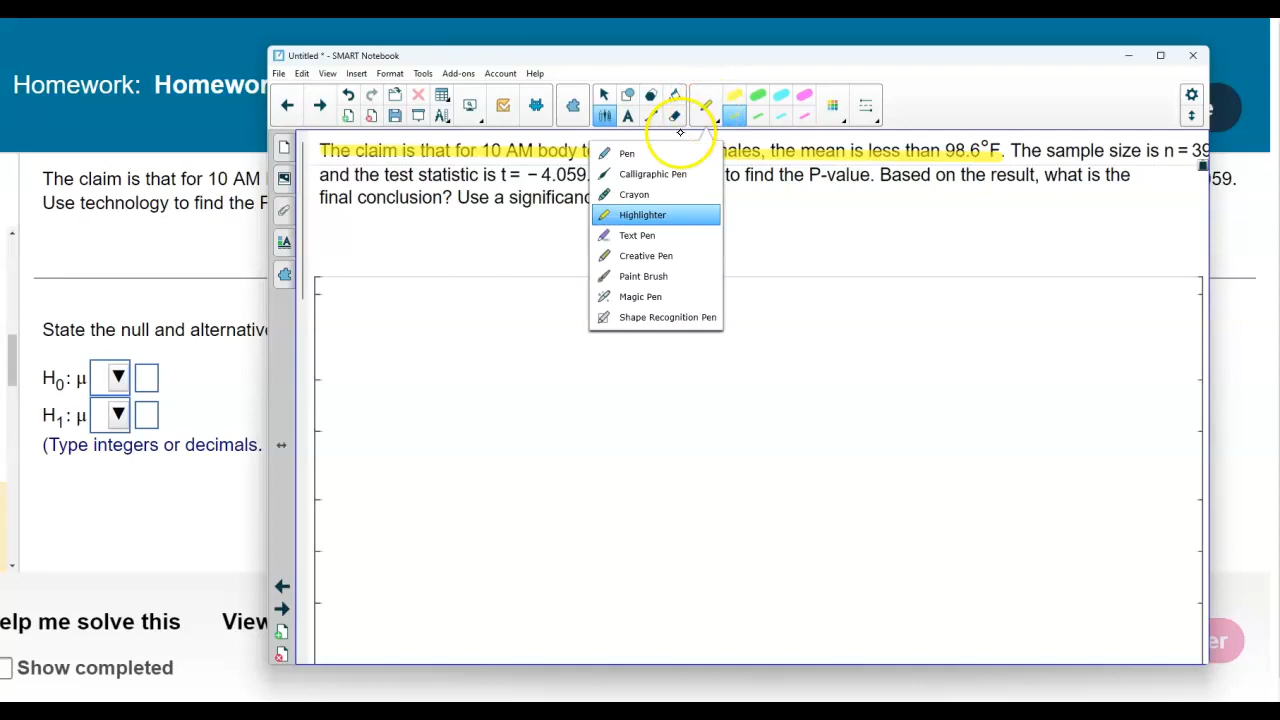 Homework: Homewor
Untitled * - SMART Notebook
File Edit View Insert Format Tools Add-ons Account Help
The claim is that for 10 AM
Use technology to find the P
059.
State the null and alternative
H0: μ
H1: μ
(Type integers or decimals.
elp me solve this View
Show completed
er
The claim is that for 10 AM body te males, the mean is less than 98.6°F. The sample size is n = 39
and the test statistic is t = − 4.059. to find the P-value. Based on the result, what is the
final conclusion? Use a significanc
Pen
Calligraphic Pen
Crayon
Highlighter
Text Pen
Creative Pen
Paint Brush
Magic Pen
Shape Recognition Pen